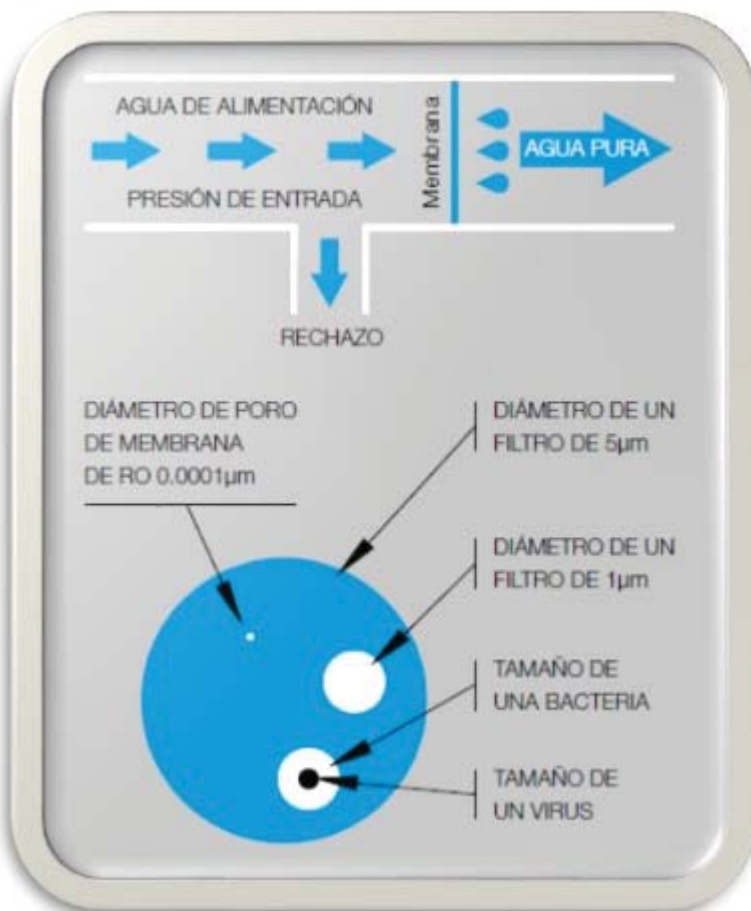 AGUA DE ALIMENTACIÓN
PRESIÓN DE ENTRADA
Membrana
AGUA PURA
RECHAZO
DIÁMETRO DE PORO
DE MEMBRANA
DE RO 0.0001µm
DIÁMETRO DE UN
FILTRO DE 5µm
DIÁMETRO DE UN
FILTRO DE 1µm
TAMAÑO DE
UNA BACTERIA
TAMAÑO DE
UN VIRUS